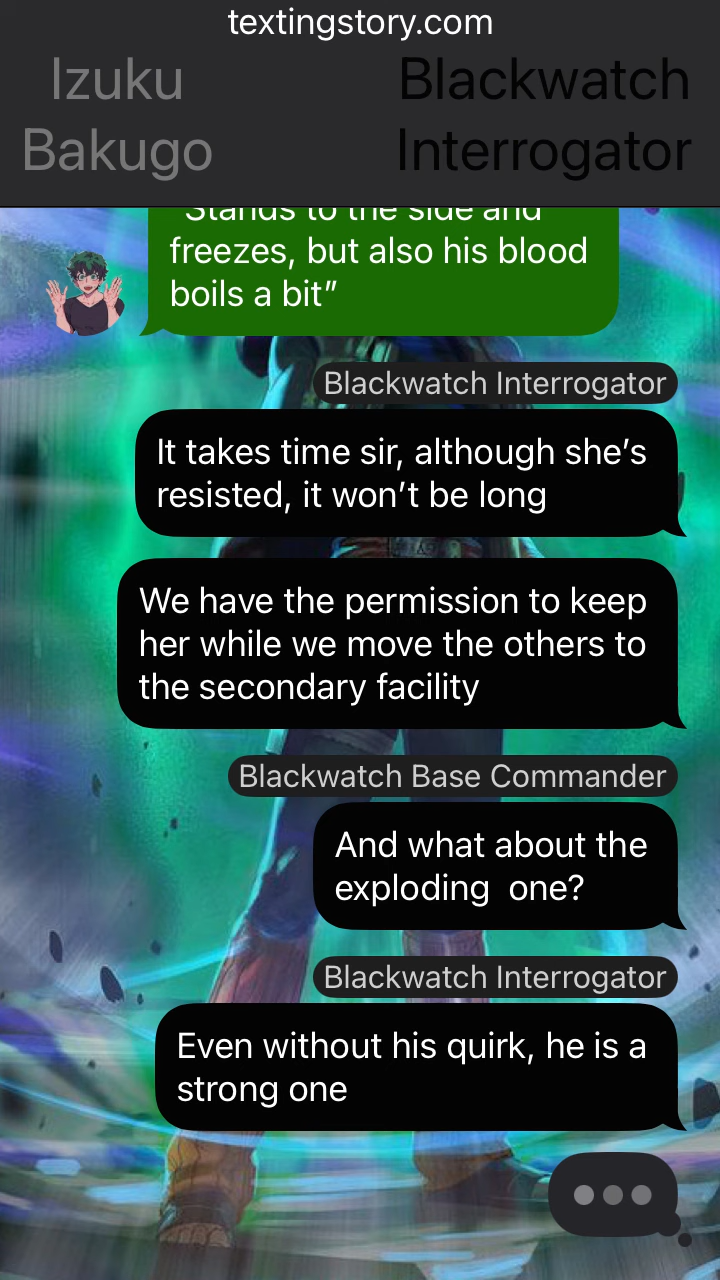 textingstory.com
Izuku
Bakugo
Blackwatch
Interrogator
"Stands to the side and
freezes, but also his blood
boils a bit”
Blackwatch Interrogator
It takes time sir, although she’s
resisted, it won’t be long
We have the permission to keep
her while we move the others to
the secondary facility
Blackwatch Base Commander
And what about the
exploding  one?
Blackwatch Interrogator
Even without his quirk, he is a
strong one